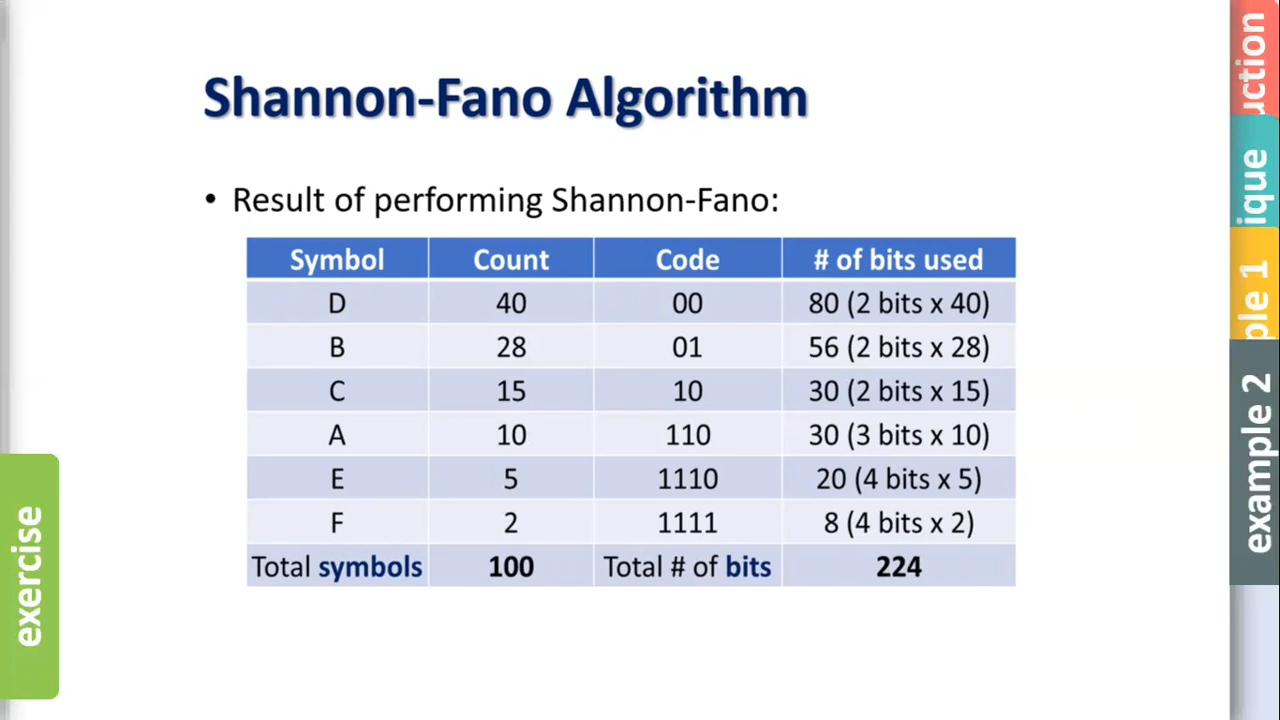 Shannon-Fano Algorithm
• Result of performing Shannon-Fano:
Symbol Count Code # of bits used
D 40 00 80 (2 bits x 40)
B 28 01 56 (2 bits x 28)
C 15 10 30 (2 bits x 15)
A 10 110 30 (3 bits x 10)
E 5 1110 20 (4 bits x 5)
F 2 1111 8 (4 bits x 2)
Total symbols 100 Total # of bits 224
exercise
uction
ique
ple 1
example 2